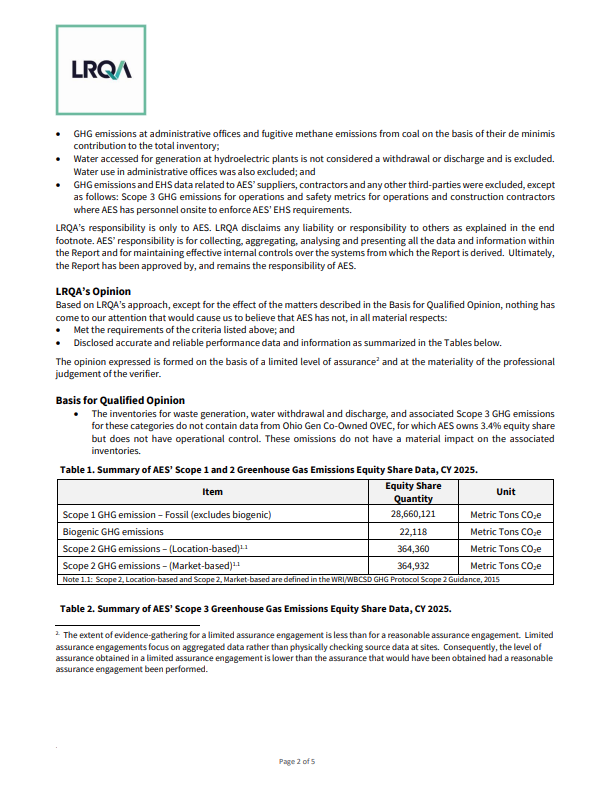 LRQA
• GHG emissions at administrative offices and fugitive methane emissions from coal on the basis of their de minimis
contribution to the total inventory;
• Water accessed for generation at hydroelectric plants is not considered a withdrawal or discharge and is excluded.
Water use in administrative offices was also excluded; and
• GHG emissions and EHS data related to AES' suppliers, contractors and any other third-parties were excluded, except
as follows: Scope 3 GHG emissions for operations and safety metrics for operations and construction contractors
where AES has personnel onsite to enforce AES' EHS requirements.
LRQA's responsibility is only to AES. LRQA disclaims any liability or responsibility to others as explained in the end
footnote. AES' responsibility is for collecting, aggregating, analysing and presenting all the data and information within
the Report and for maintaining effective internal controls over the systems from which the Report is derived. Ultimately,
the Report has been approved by, and remains the responsibility of AES.
LRQA's Opinion
Based on LRQA's approach, except for the effect of the matters described in the Basis for Qualified Opinion, nothing has
come to our attention that would cause us to believe that AES has not, in all material respects:
• Met the requirements of the criteria listed above; and
• Disclosed accurate and reliable performance data and information as summarized in the Tables below.
The opinion expressed is formed on the basis of a limited level of assurance² and at the materiality of the professional
judgement of the verifier.
Basis for Qualified Opinion
• The inventories for waste generation, water withdrawal and discharge, and associated Scope 3 GHG emissions
for these categories do not contain data from Ohio Gen Co-Owned OVEC, for which AES owns 3.4% equity share
but does not have operational control. These omissions do not have a material impact on the associated
inventories.
Table 1. Summary of AES' Scope 1 and 2 Greenhouse Gas Emissions Equity Share Data, CY 2025.
Item Equity Share Quantity Unit
Scope 1 GHG emission – Fossil (excludes biogenic) 28,660,121 Metric Tons CO₂e
Biogenic GHG emissions 22,118 Metric Tons CO₂e
Scope 2 GHG emissions – (Location-based)¹·¹ 364,360 Metric Tons CO₂e
Scope 2 GHG emissions – (Market-based)¹·¹ 364,932 Metric Tons CO₂e
Note 1.1: Scope 2, Location-based and Scope 2, Market-based are defined in the WRI/WBCSD GHG Protocol Scope 2 Guidance, 2015
Table 2. Summary of AES' Scope 3 Greenhouse Gas Emissions Equity Share Data, CY 2025.
². The extent of evidence-gathering for a limited assurance engagement is less than for a reasonable assurance engagement. Limited
assurance engagements focus on aggregated data rather than physically checking source data at sites. Consequently, the level of
assurance obtained in a limited assurance engagement is lower than the assurance that would have been obtained had a reasonable
assurance engagement been performed.
Page 2 of 5